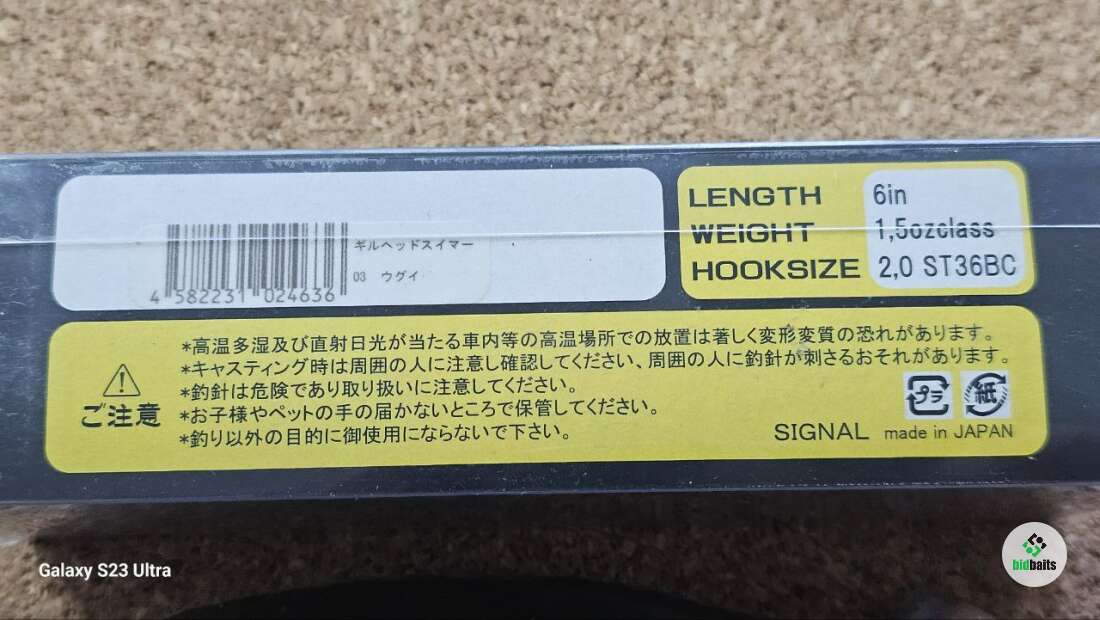 ギルヘッドスイマー
03 ウグイ
4 582231 024636
LENGTH 6in
WEIGHT 1,5ozclass
HOOKSIZE 2,0 ST36BC
ご注意
*高温多湿及び直射日光が当たる車内等の高温場所での放置は著しく変形変質の恐れがあります。
*キャスティング時は周囲の人に注意し確認してください、周囲の人に釣針が刺さるおそれがあります。
*釣針は危険であり取り扱いに注意してください。
*お子様やペットの手の届かないところで保管してください。
*釣り以外の目的に御使用にならないで下さい。
プラ 紙
SIGNAL made in JAPAN
Galaxy S23 Ultra
bidbaits